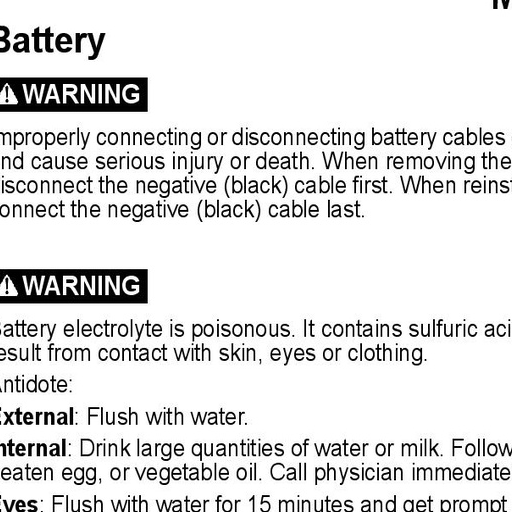 Battery
WARNING
mproperly connecting or disconnecting battery cables
nd cause serious injury or death. When removing the
isconnect the negative (black) cable first. When reins
onnect the negative (black) cable last.
WARNING
attery electrolyte is poisonous. It contains sulfuric aci
esult from contact with skin, eyes or clothing.
ntidote:
External: Flush with water.
nternal: Drink large quantities of water or milk. Follow
eaten egg, or vegetable oil. Call physician immediate
Eyes: Flush with water for 15 minutes and get prompt